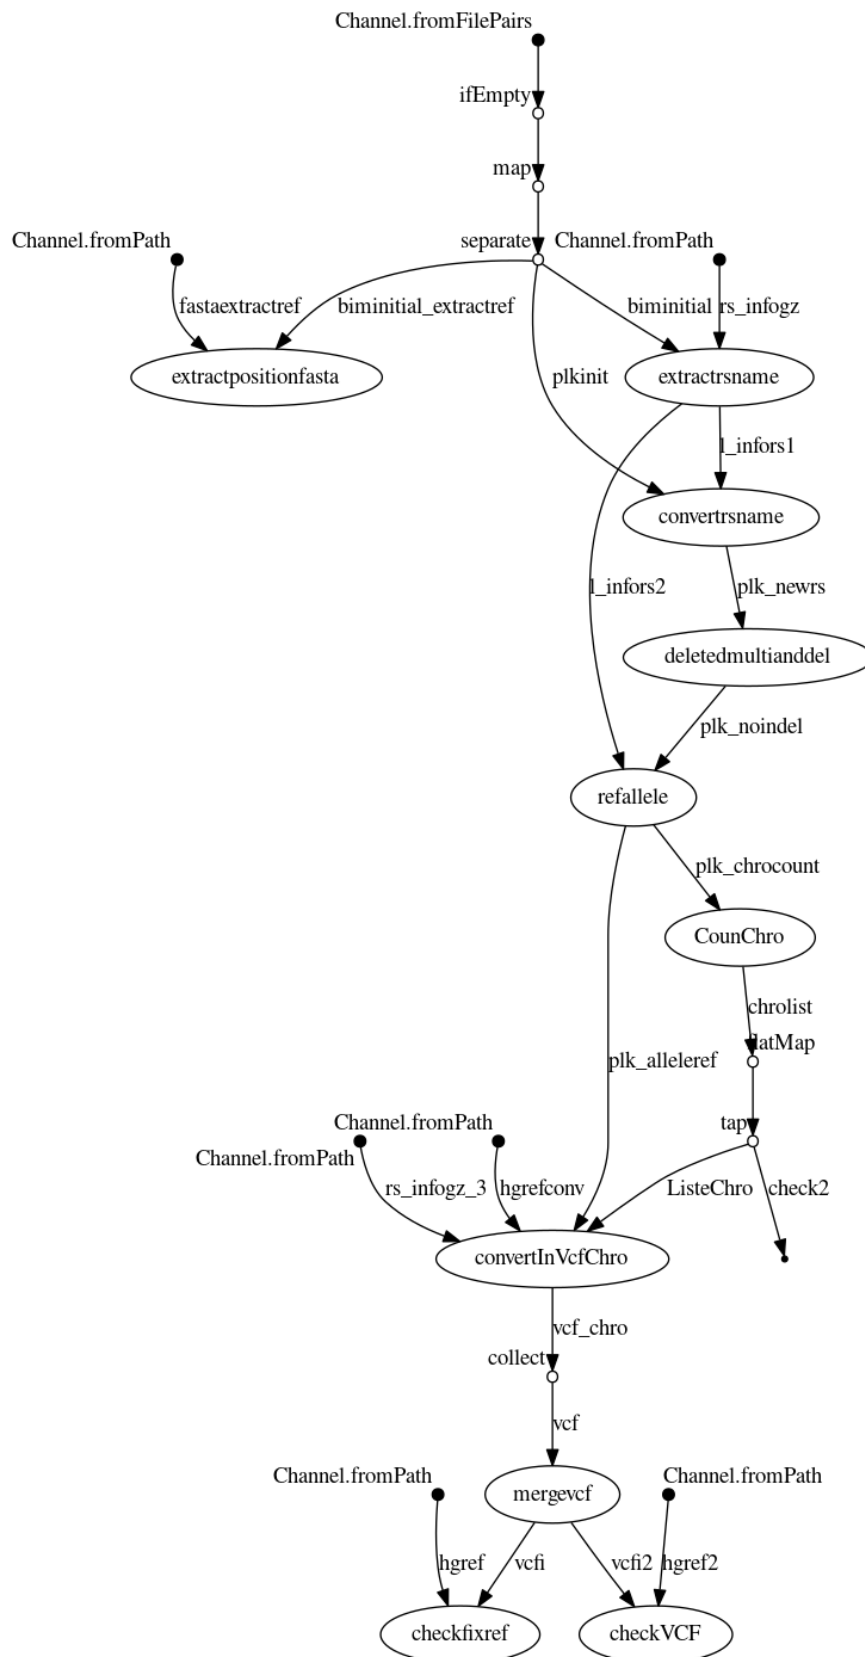 Channel.fromFilePairs
ifEmpty
map
Channel.fromPath
separate
Channel.fromPath
fastaextractref
biminitial_extractref
biminitial
rs_infogz
extractpositionfasta
plkinit
extractrsname
l_infors1
convertrsname
l_infors2
plk_newrs
deletedmultianddel
plk_noindel
refallele
plk_chrocount
CounChro
chrolist
flatMap
plk_alleleref
Channel.fromPath
tap
Channel.fromPath
rs_infogz_3
hgrefconv
ListeChro
check2
convertInVcfChro
vcf_chro
collect
vcf
Channel.fromPath
Channel.fromPath
mergevcf
hgref
vcfi
vcfi2
hgref2
checkfixref
checkVCF